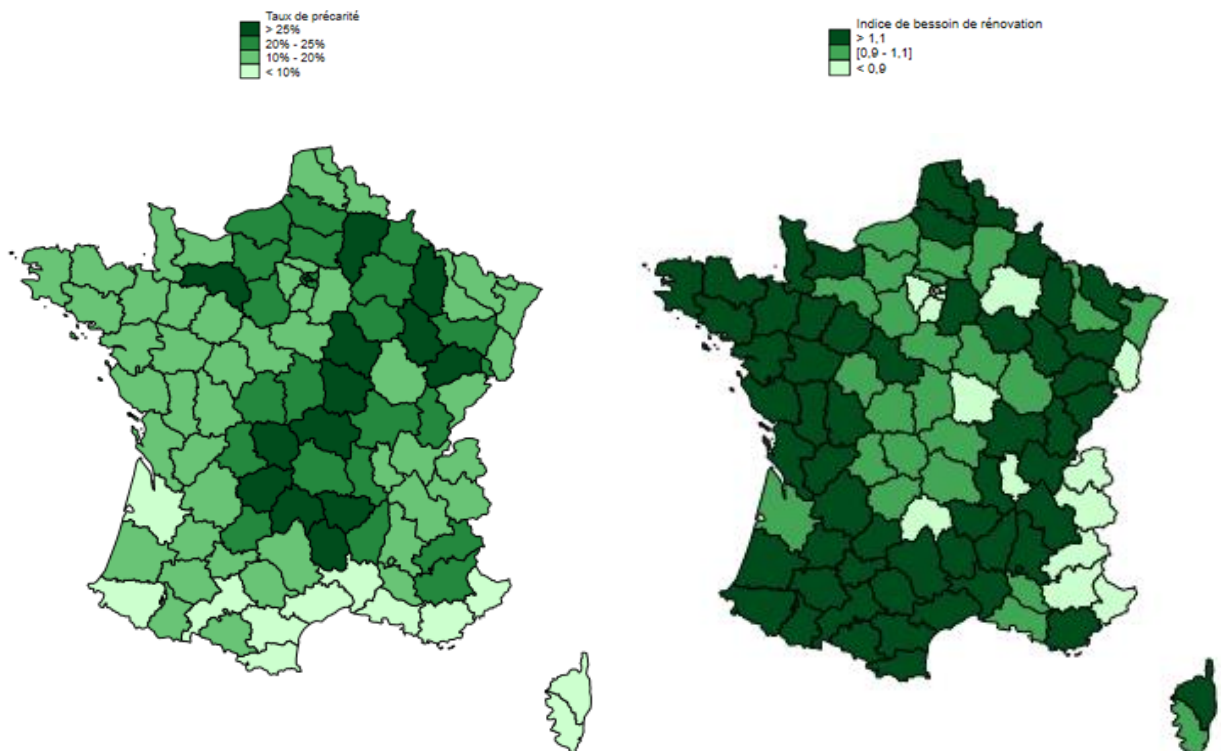 Taux de précarité
> 25%
20% - 25%
10% - 20%
< 10%
Indice de bessoin de rénovation
> 1,1
[0,9 - 1,1]
< 0,9